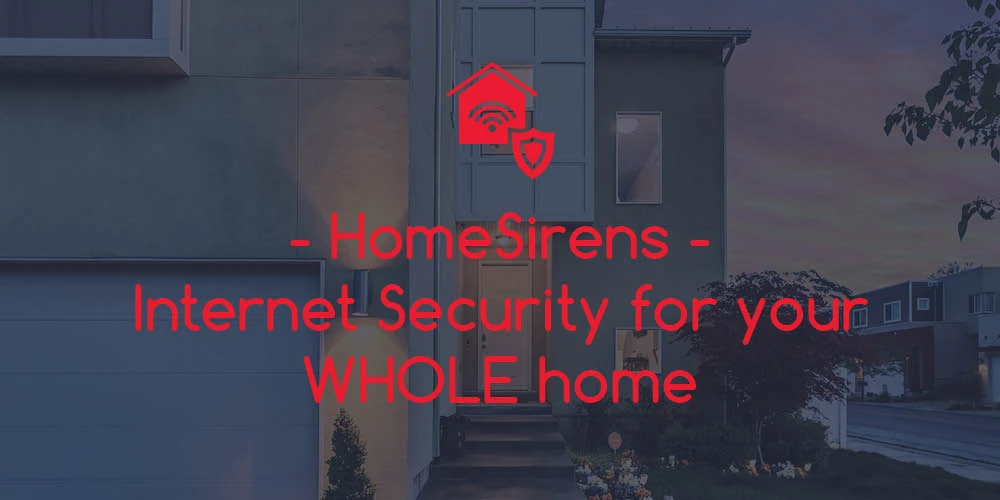 - HomeSirens -
Internet Security for your
WHOLE home